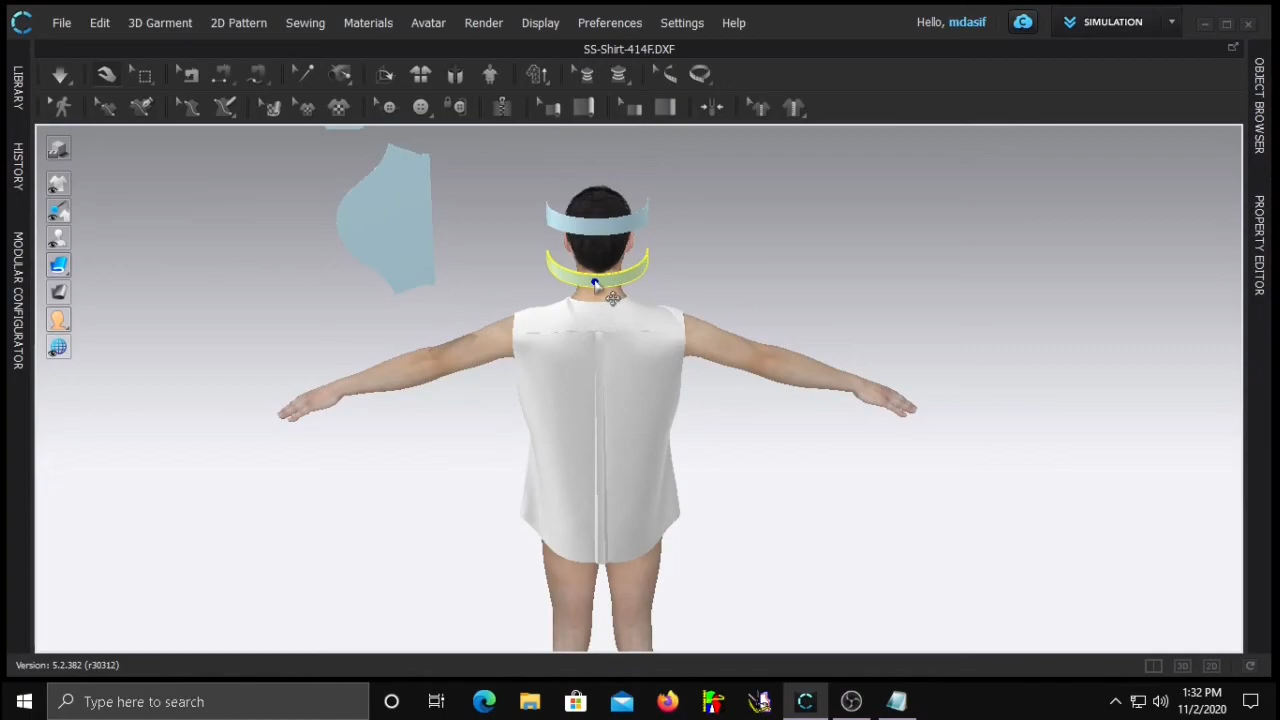 File Edit 3D Garment 2D Pattern Sewing Materials Avatar Render Display Preferences Settings Help
Hello, mdasif
SIMULATION
SS-Shirt-414F.DXF
LIBRARY
HISTORY
MODULAR CONFIGURATOR
OBJECT BROWSER
PROPERTY EDITOR
Version: 5.2.382 (r30312)
3D 2D
Type here to search
1:32 PM
11/2/2020